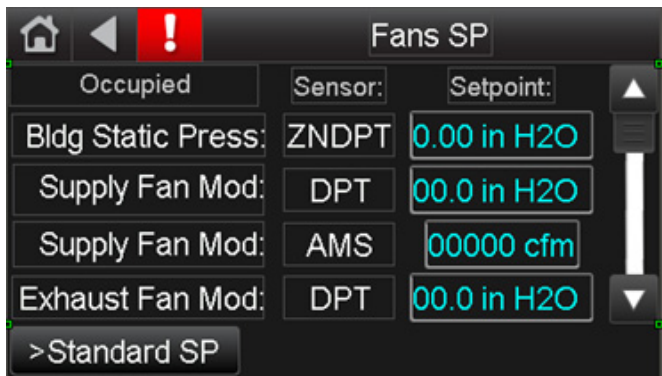 ! Fans SP
Occupied Sensor: Setpoint:
Bldg Static Press: ZNDPT 0.00 in H2O
Supply Fan Mod: DPT 00.0 in H2O
Supply Fan Mod: AMS 00000 cfm
Exhaust Fan Mod: DPT 00.0 in H2O
>Standard SP